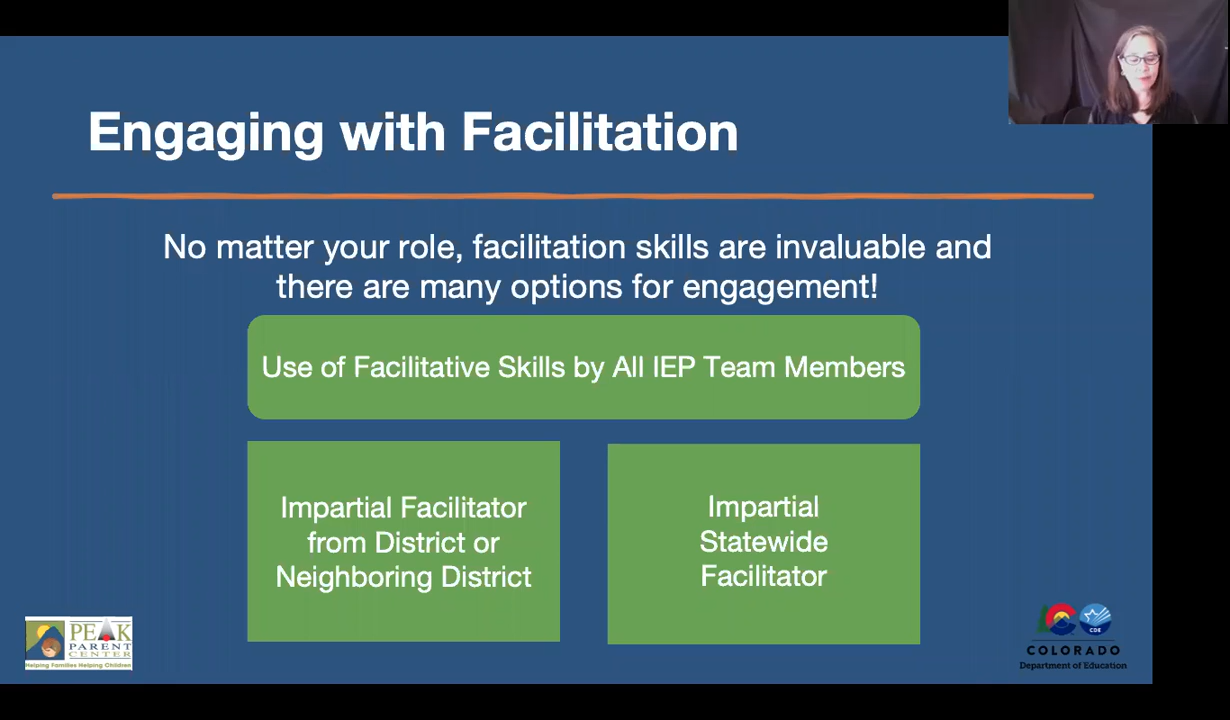 Engaging with Facilitation
No matter your role, facilitation skills are invaluable and
there are many options for engagement!
Use of Facilitative Skills by All IEP Team Members
Impartial Facilitator
from District or
Neighboring District
Impartial
Statewide
Facilitator
PEAK
PARENT
CENTER
Helping Families Helping Children
CDE
COLORADO
Department of Education